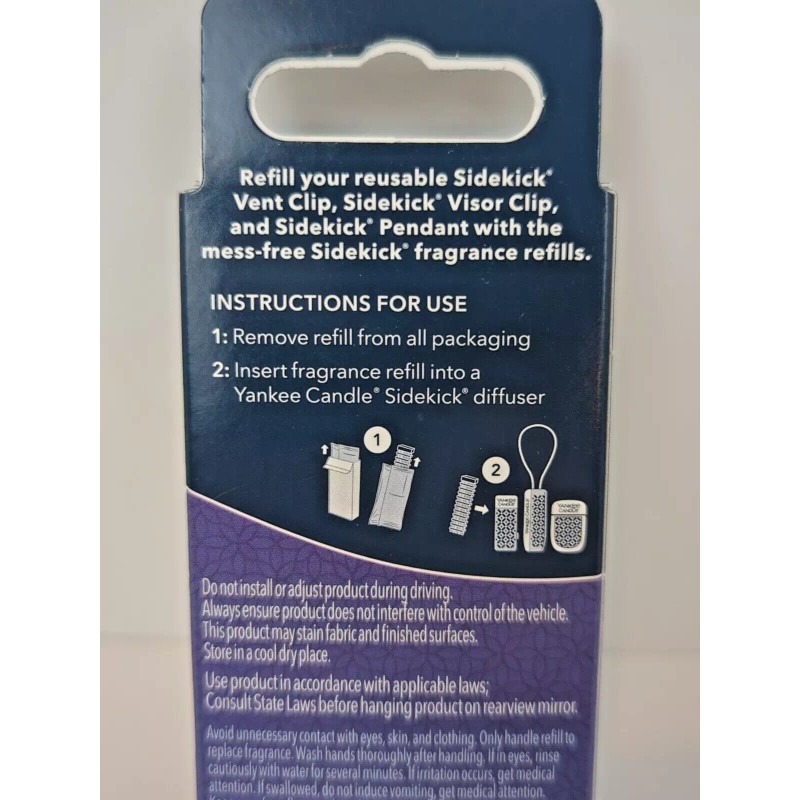 Refill your reusable Sidekick®
Vent Clip, Sidekick® Visor Clip,
and Sidekick® Pendant with the
mess-free Sidekick® fragrance refills.
INSTRUCTIONS FOR USE
1: Remove refill from all packaging
2: Insert fragrance refill into a
Yankee Candle® Sidekick® diffuser
1
2
YANKEE
CANDLE
YANKEE CANDLE
YANKEE
CANDLE
Do not install or adjust product during driving.
Always ensure product does not interfere with control of the vehicle.
This product may stain fabric and finished surfaces.
Store in a cool dry place.
Use product in accordance with applicable laws;
Consult State Laws before hanging product on rearview mirror.
Avoid unnecessary contact with eyes, skin, and clothing. Only handle refill to
replace fragrance. Wash hands thoroughly after handling. If in eyes, rinse
cautiously with water for several minutes. If irritation occurs, get medical
attention. If swallowed, do not induce vomiting, get medical attention.